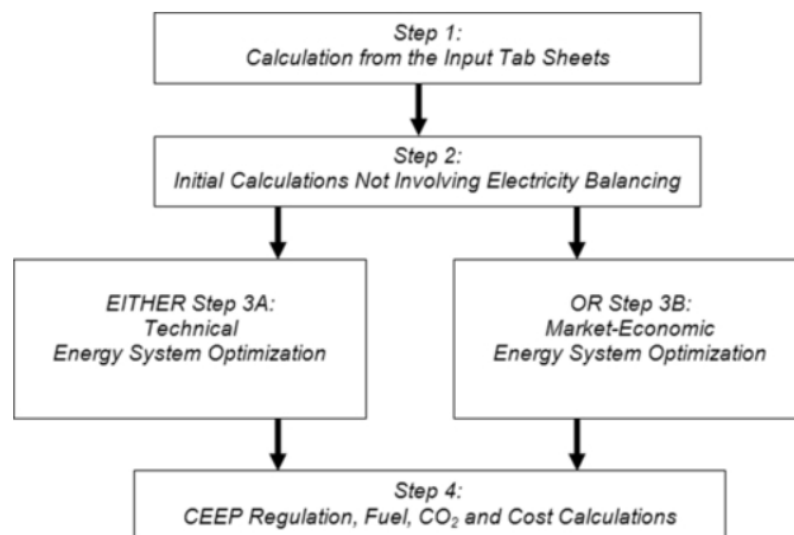 Step 1:
Calculation from the Input Tab Sheets
Step 2:
Initial Calculations Not Involving Electricity Balancing
EITHER Step 3A:
Technical
Energy System Optimization
OR Step 3B:
Market-Economic
Energy System Optimization
Step 4:
CEEP Regulation, Fuel, CO₂ and Cost Calculations